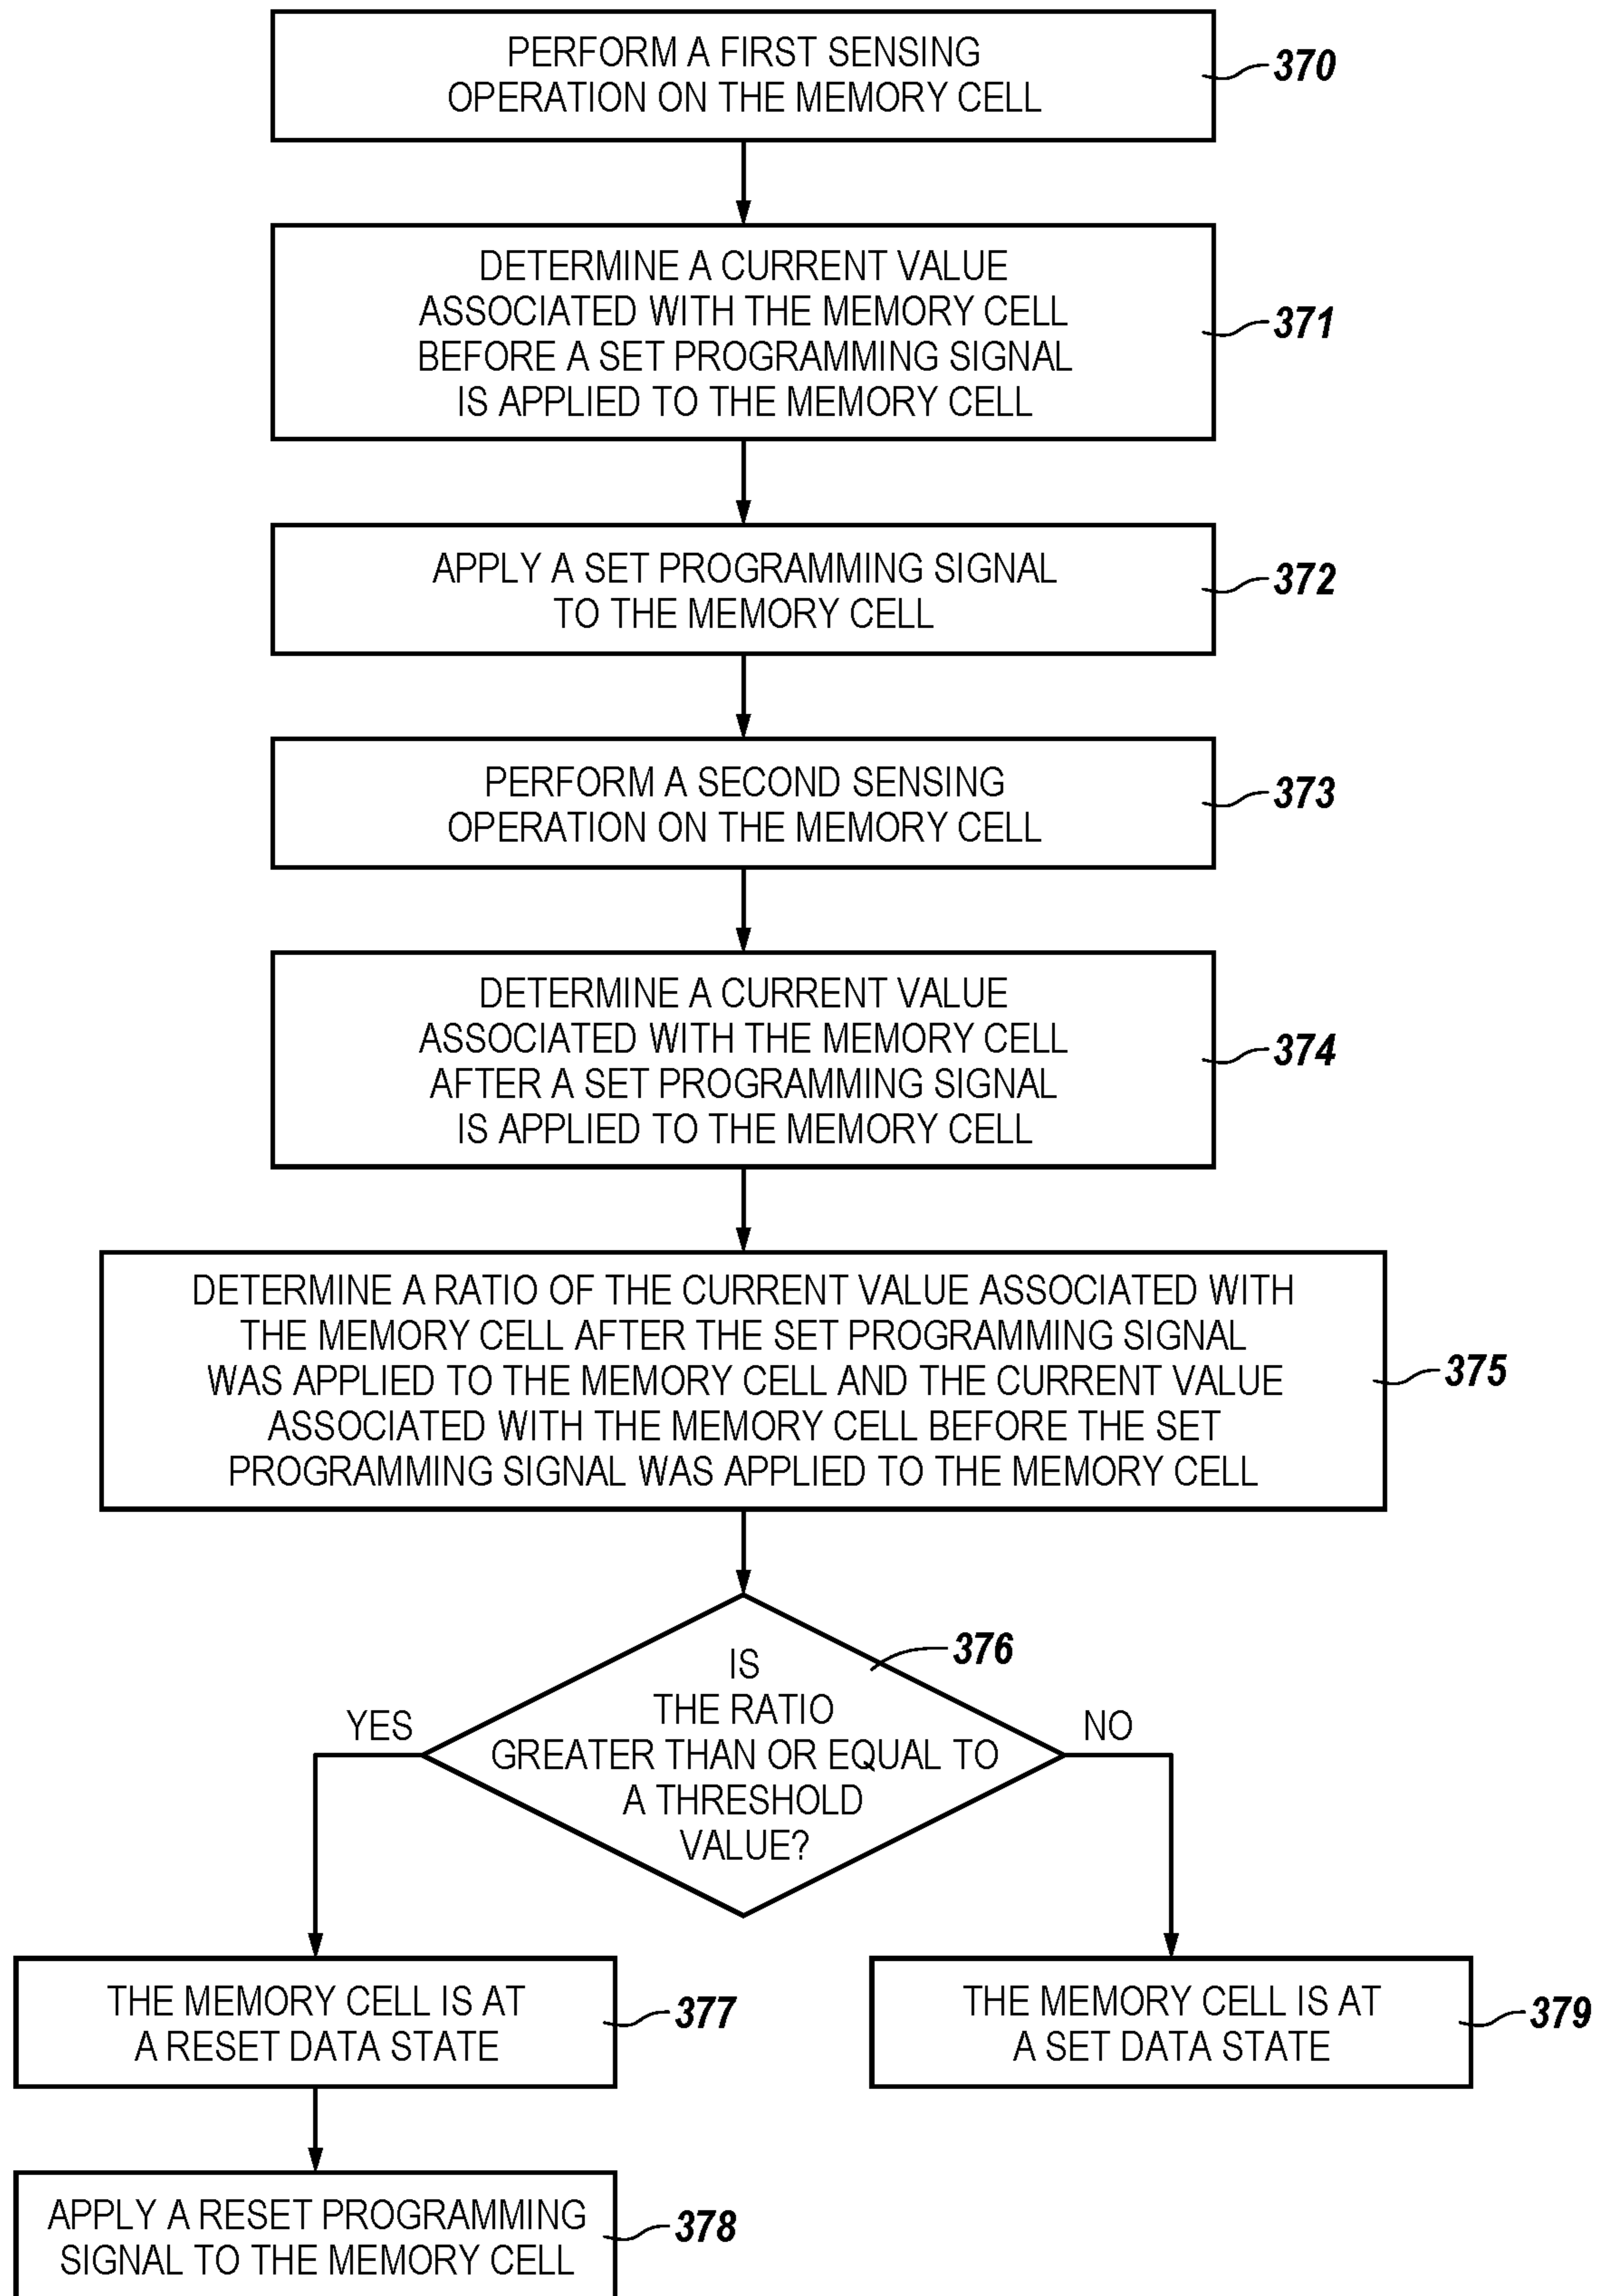 PERFORM A FIRST SENSING
OPERATION ON THE MEMORY CELL
370
DETERMINE A CURRENT VALUE
ASSOCIATED WITH THE MEMORY CELL
BEFORE A SET PROGRAMMING SIGNAL
IS APPLIED TO THE MEMORY CELL
371
APPLY A SET PROGRAMMING SIGNAL
TO THE MEMORY CELL
372
PERFORM A SECOND SENSING
OPERATION ON THE MEMORY CELL
373
DETERMINE A CURRENT VALUE
ASSOCIATED WITH THE MEMORY CELL
AFTER A SET PROGRAMMING SIGNAL
IS APPLIED TO THE MEMORY CELL
374
DETERMINE A RATIO OF THE CURRENT VALUE ASSOCIATED WITH
THE MEMORY CELL AFTER THE SET PROGRAMMING SIGNAL
WAS APPLIED TO THE MEMORY CELL AND THE CURRENT VALUE
ASSOCIATED WITH THE MEMORY CELL BEFORE THE SET
PROGRAMMING SIGNAL WAS APPLIED TO THE MEMORY CELL
375
IS
THE RATIO
GREATER THAN OR EQUAL TO
A THRESHOLD
VALUE?
376
YES
NO
THE MEMORY CELL IS AT
A RESET DATA STATE
377
THE MEMORY CELL IS AT
A SET DATA STATE
379
APPLY A RESET PROGRAMMING
SIGNAL TO THE MEMORY CELL
378